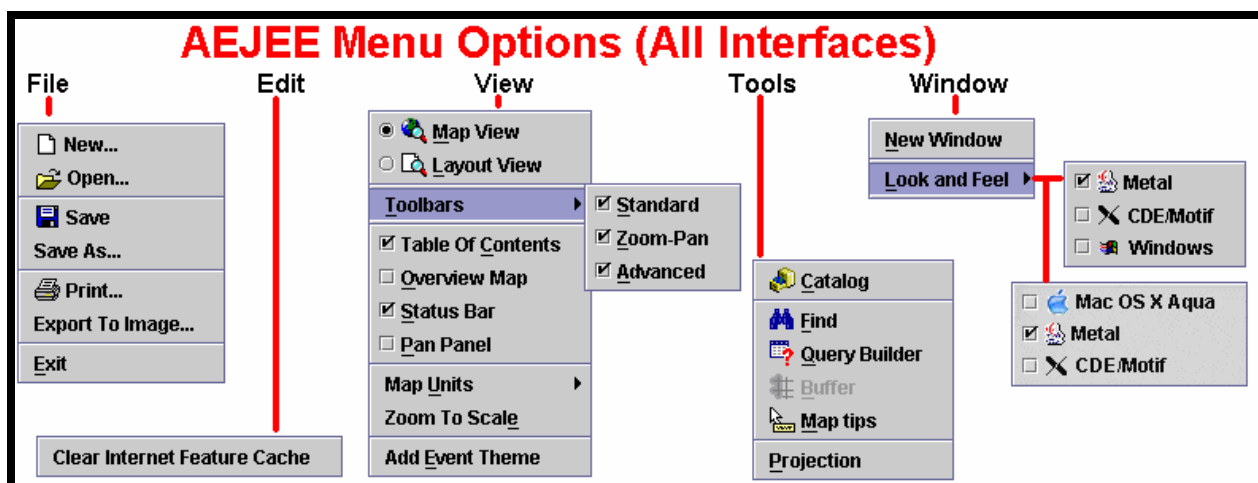 AEJEE Menu Options (All Interfaces)
File
Edit
View
Tools
Window
New...
Open...
Save
Save As...
Print...
Export To Image...
Exit
Clear Internet Feature Cache
Map View
Layout View
Toolbars
Table Of Contents
Overview Map
Status Bar
Pan Panel
Map Units
Zoom To Scale
Add Event Theme
Standard
Zoom-Pan
Advanced
Catalog
Find
Query Builder
Buffer
Map tips
Projection
New Window
Look and Feel
Metal
CDE/Motif
Windows
Mac OS X Aqua
Metal
CDE/Motif